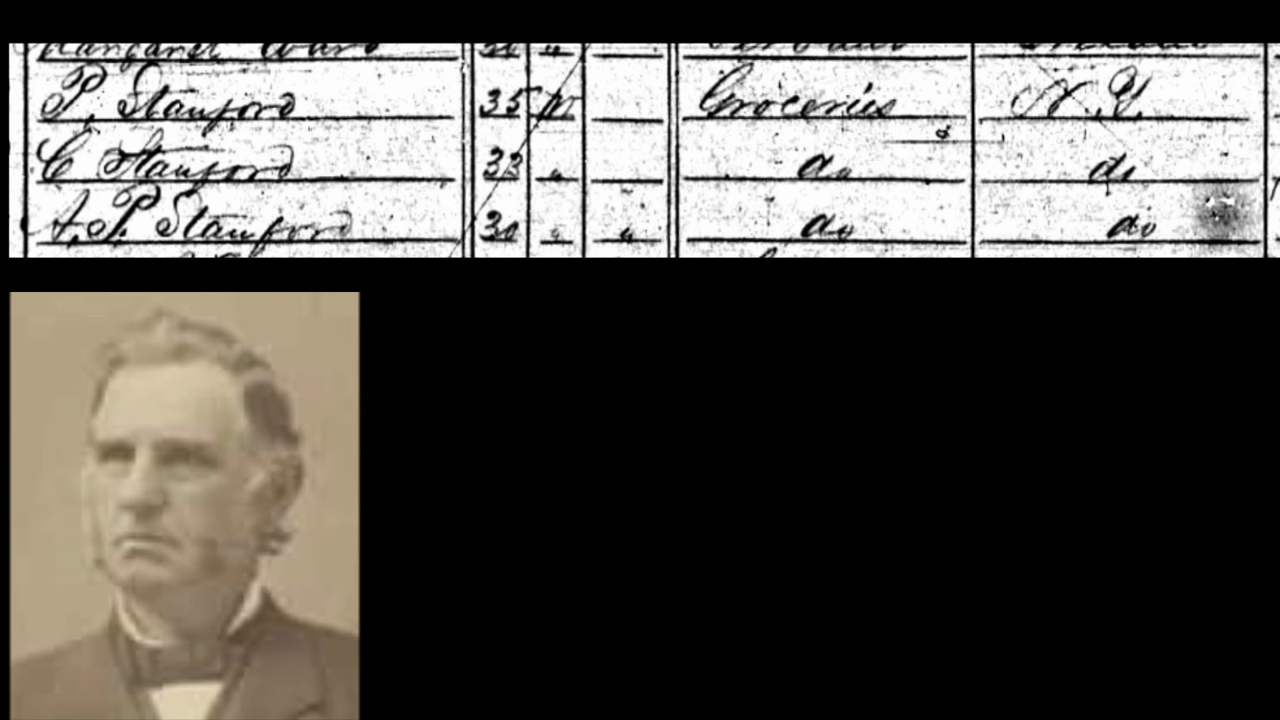 P. Stanford 35 M Groceries N.Y.
C Stanford 33 " do do
A. P. Stanford 30 " " do do